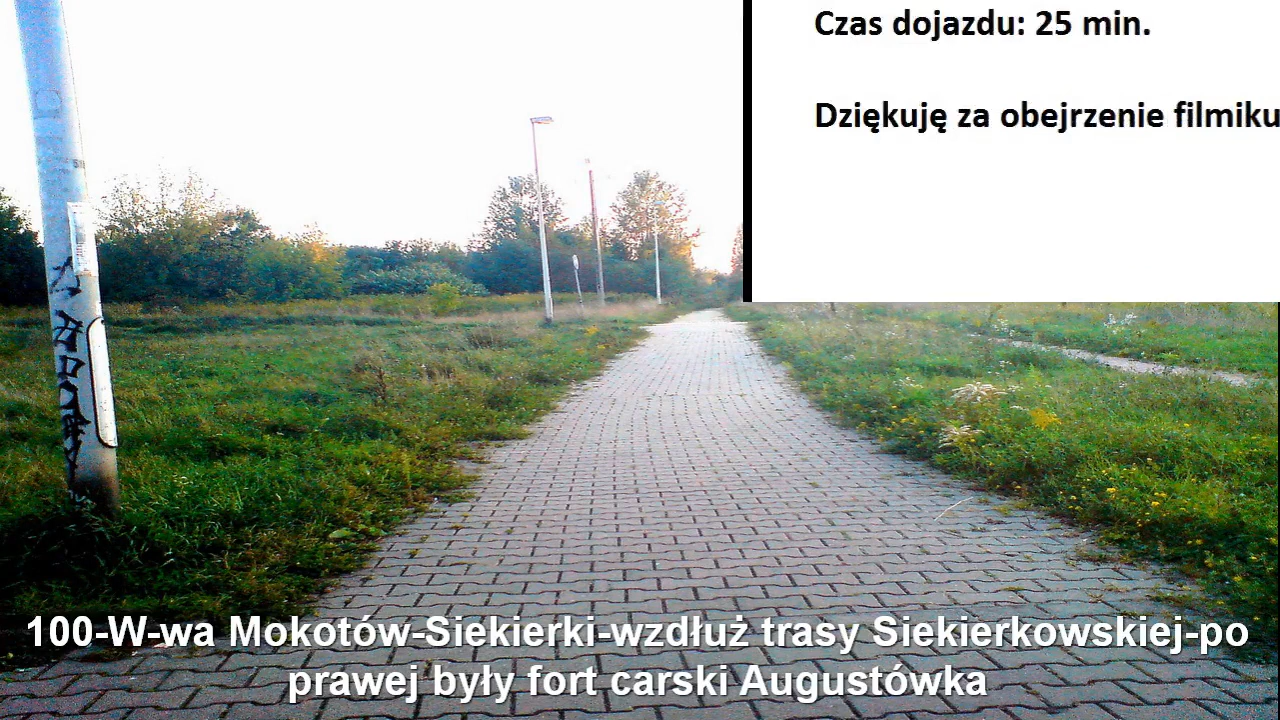 Czas dojazdu: 25 min.
Dziękuję za obejrzenie filmiku
100-W-wa Mokotów-Siekierki-wzdłuż trasy Siekierkowskiej-po
prawej były fort carski Augustówka